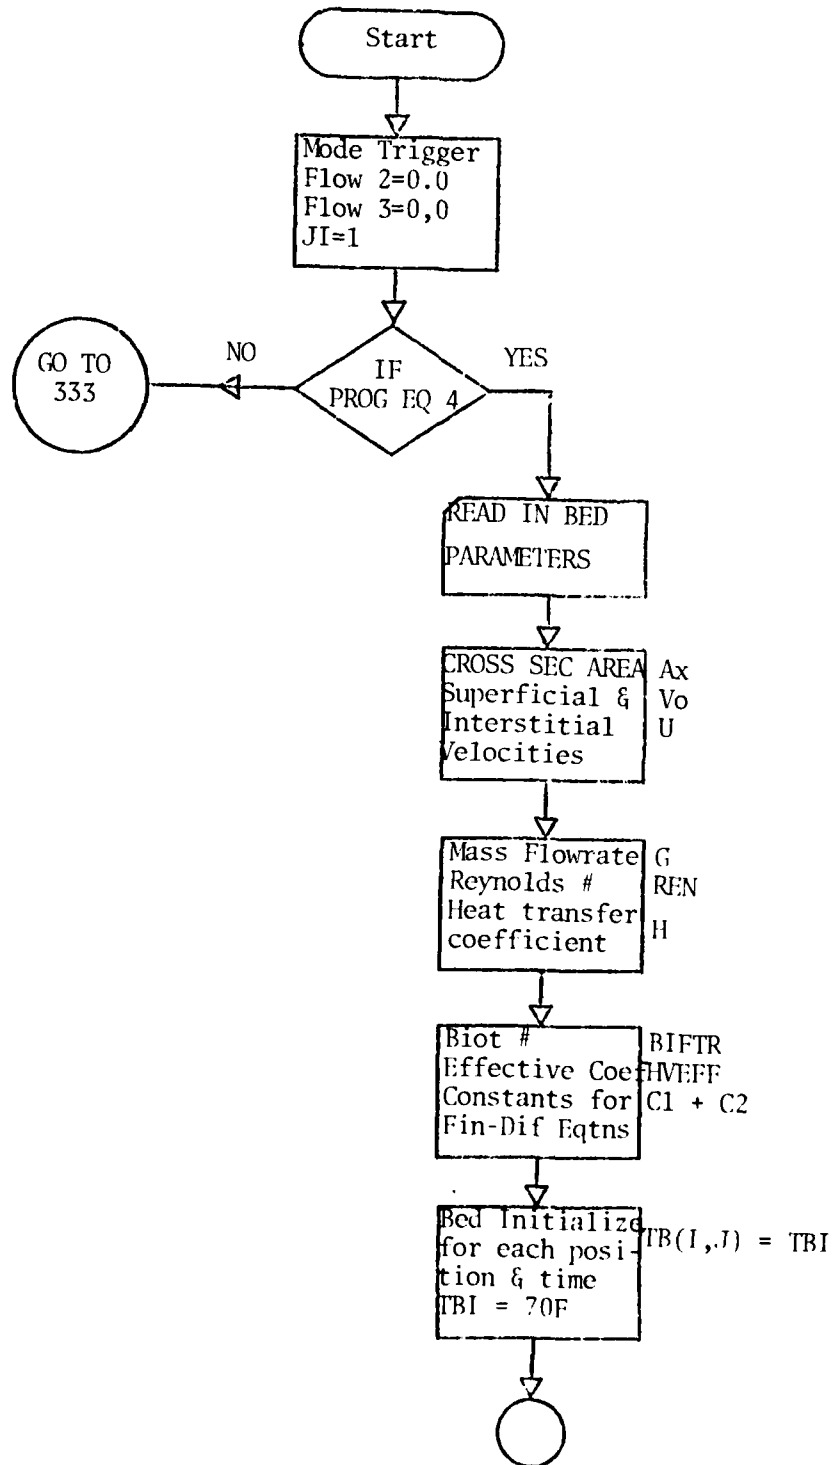 Start
Mode Trigger
Flow 2=0.0
Flow 3=0,0
JI=1
GO TO
333
NO
IF
PROG EQ 4
YES
READ IN BED
PARAMETERS
CROSS SEC AREA Ax
Superficial & Vo
Interstitial U
Velocities
Mass Flowrate G
Reynolds # REN
Heat transfer
coefficient H
Biot # BIFTR
Effective Coef HVEFF
Constants for C1 + C2
Fin-Dif Eqtns
Bed Initialize
for each posi- TB(I,J) = TBI
tion & time
TBI = 70F